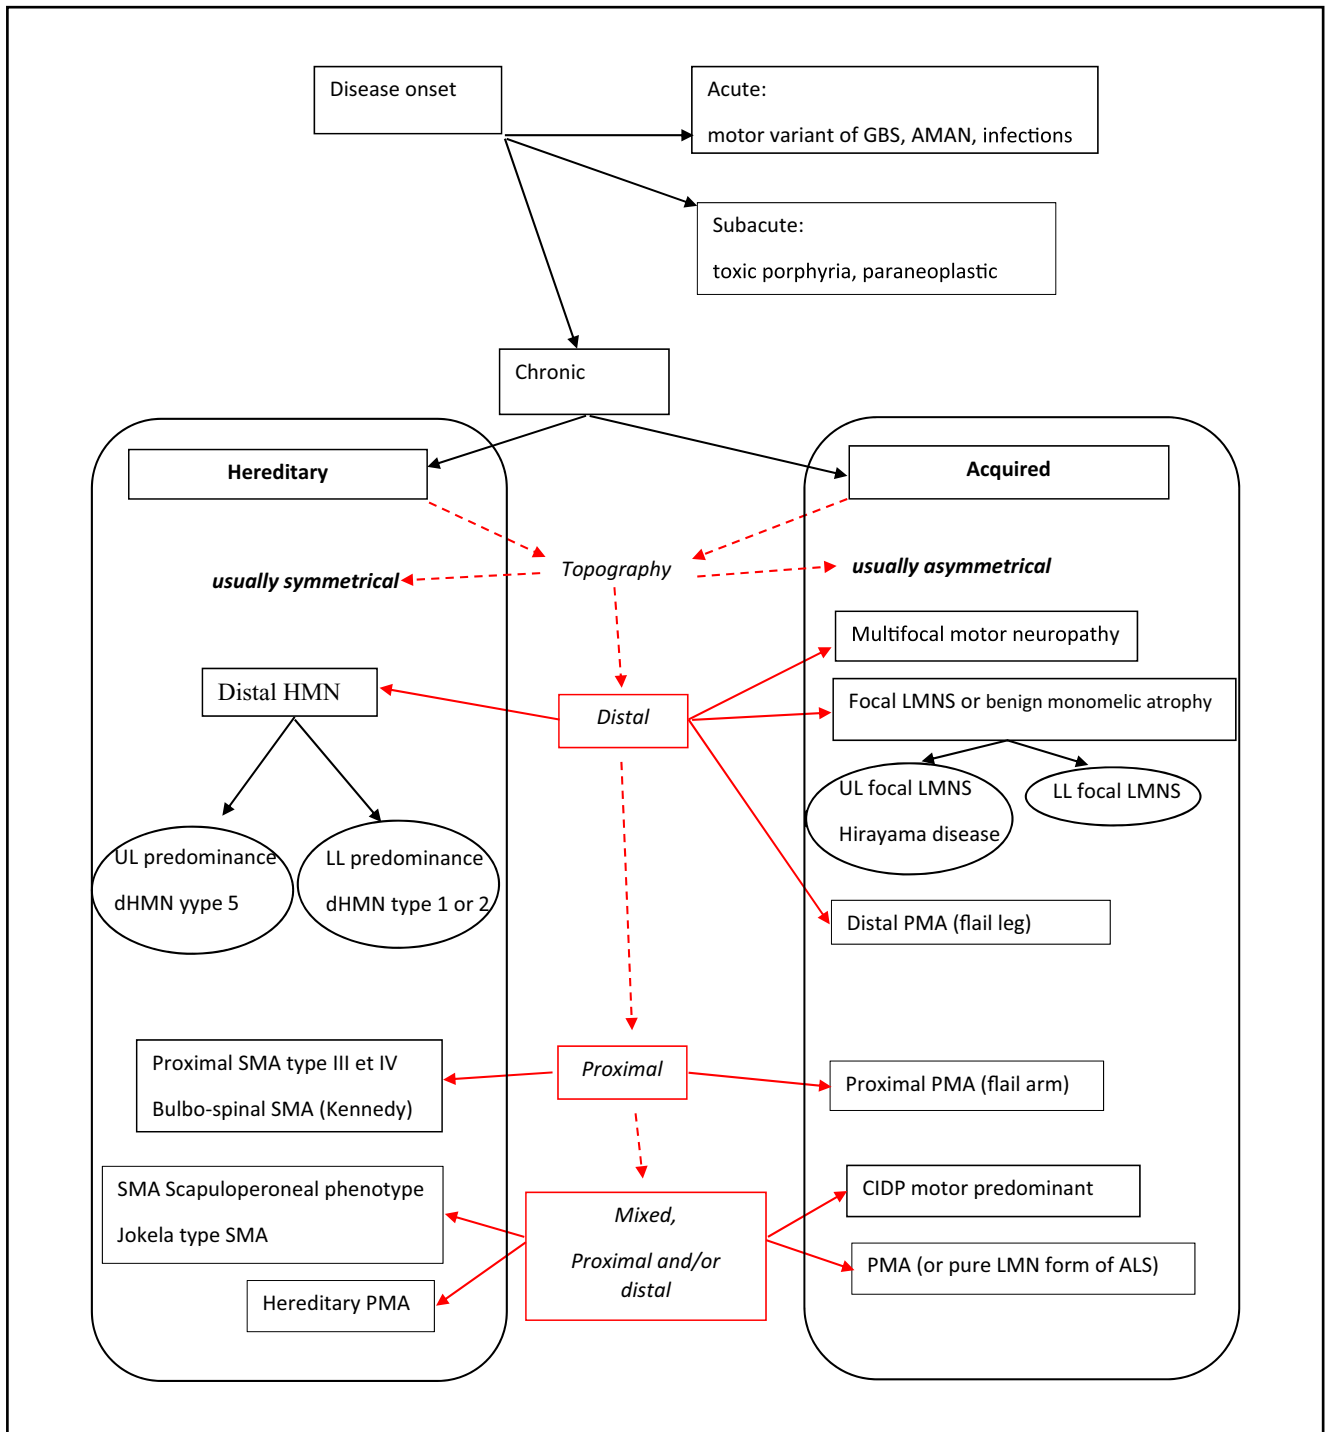 Disease onset
Acute:
motor variant of GBS, AMAN, infections
Subacute:
toxic porphyria, paraneoplastic
Chronic
Hereditary
Acquired
Topography
usually symmetrical
usually asymmetrical
Multifocal motor neuropathy
Distal HMN
Distal
Focal LMNS or benign monomelic atrophy
UL focal LMNS
Hirayama disease
LL focal LMNS
UL predominance
dHMN yype 5
LL predominance
dHMN type 1 or 2
Distal PMA (flail leg)
Proximal SMA type III et IV
Bulbo-spinal SMA (Kennedy)
Proximal
Proximal PMA (flail arm)
SMA Scapuloperoneal phenotype
Jokela type SMA
Hereditary PMA
Mixed,
Proximal and/or
distal
CIDP motor predominant
PMA (or pure LMN form of ALS)